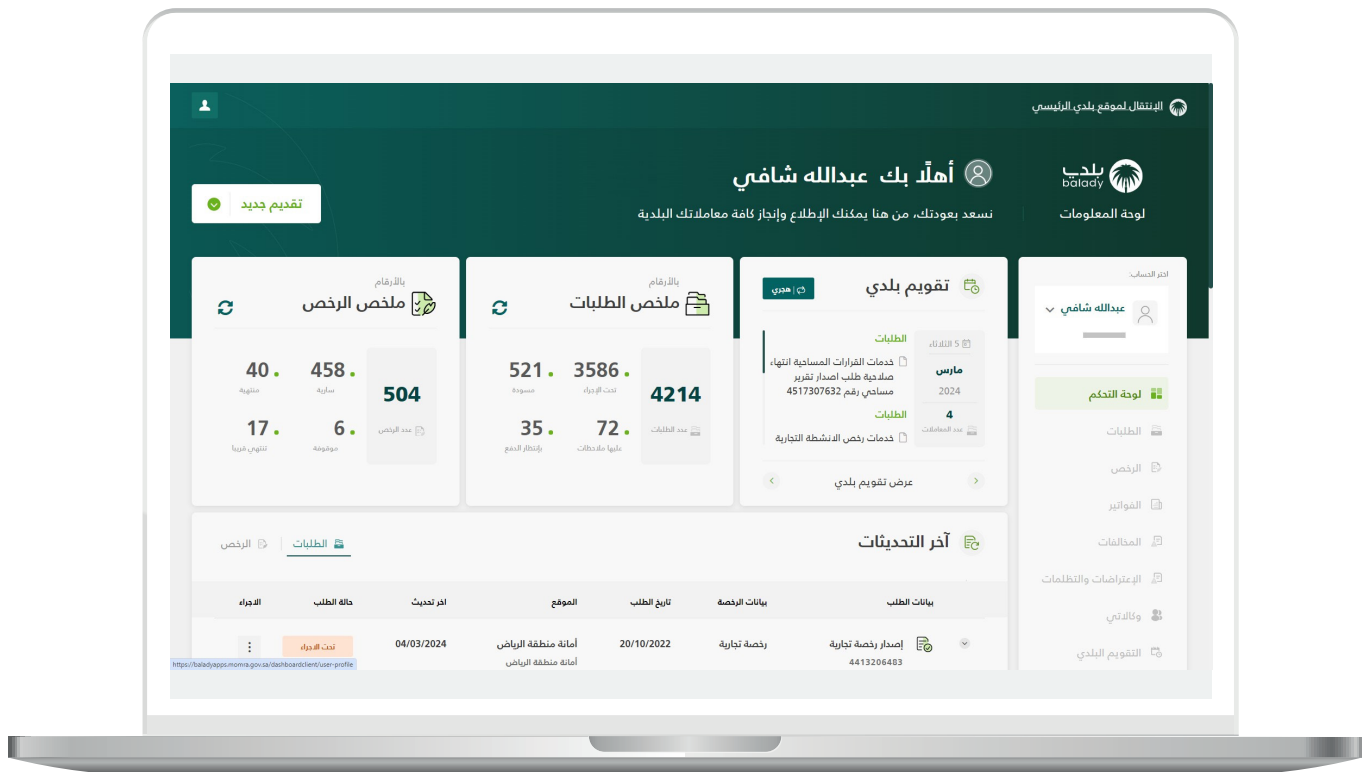 الإنتقال لموقع بلدي الرئيسي
بلدي
balady
لوحة المعلومات
أهلًا بك عبدالله شافي
نسعد بعودتك، من هنا يمكنك الإطلاع وإنجاز كافة معاملاتك البلدية
تقديم جديد
اختر الحساب:
عبدالله شافي
لوحة التحكم
الطلبات
الرخص
الفواتير
المخالفات
الإعتراضات والتظلمات
وكالاتي
التقويم البلدي
تقويم بلدي
هجري
5 الثلاثاء
مارس
2024
4
عدد المعاملات
الطلبات
خدمات القرارات المساحية انتهاء
صلاحية طلب اصدار تقرير
مساحي رقم 4517307632
الطلبات
خدمات رخص الانشطة التجارية
عرض تقويم بلدي
بالأرقام
ملخص الطلبات
4214
عدد الطلبات
3586
تحت الإجراء
521
مسودة
72
عليها ملاحظات
35
بإنتظار الدفع
بالأرقام
ملخص الرخص
504
عدد الرخص
458
سارية
40
منتهية
6
موقوفة
17
تنتهي قريبا
آخر التحديثات
الطلبات
الرخص
بيانات الطلب
بيانات الرخصة
تاريخ الطلب
الموقع
اخر تحديث
حالة الطلب
الاجراء
إصدار رخصة تجارية
4413206483
رخصة تجارية
20/10/2022
أمانة منطقة الرياض
أمانة منطقة الرياض
04/03/2024
تحت الاجراء
https://baladyapps.momra.gov.sa/dashboardclient/user-profile